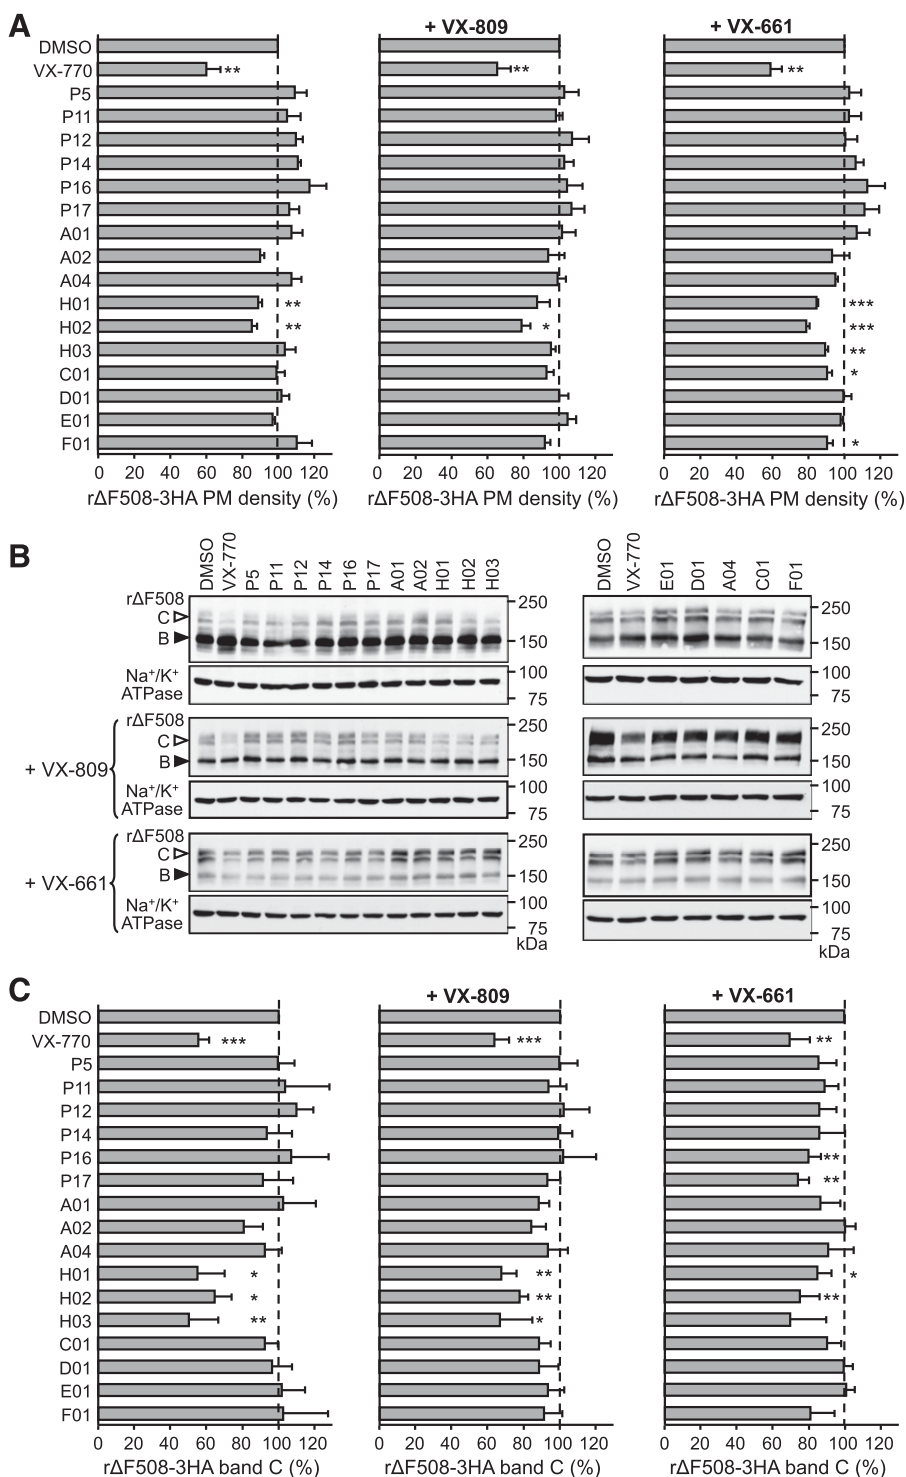 A
+ VX-809
+ VX-661
DMSO
VX-770 ** ** **
P5
P11
P12
P14
P16
P17
A01
A02
A04
H01 ** ***
H02 ** * ***
H03 **
C01 *
D01
E01
F01 *
0 20 40 60 80 100 120 0 20 40 60 80 100 120 0 20 40 60 80 100 120
rΔF508-3HA PM density (%) rΔF508-3HA PM density (%) rΔF508-3HA PM density (%)
B
DMSO VX-770 P5 P11 P12 P14 P16 P17 A01 A02 H01 H02 H03 DMSO VX-770 E01 D01 A04 C01 F01
rΔF508 250 250
C
B 150 150
Na⁺/K⁺ 100 100
ATPase 75 75
rΔF508 250 250
C
+ VX-809 B 150 150
Na⁺/K⁺ 100 100
ATPase 75 75
rΔF508 250 250
C
+ VX-661 B 150 150
Na⁺/K⁺ 100 100
ATPase 75 75
kDa kDa
C
+ VX-809
+ VX-661
DMSO
VX-770 *** *** **
P5
P11
P12
P14
P16 **
P17 **
A01
A02
A04
H01 * ** *
H02 * ** **
H03 ** *
C01
D01
E01
F01
0 20 40 60 80 100 120 0 20 40 60 80 100 120 0 20 40 60 80 100 120
rΔF508-3HA band C (%) rΔF508-3HA band C (%) rΔF508-3HA band C (%)